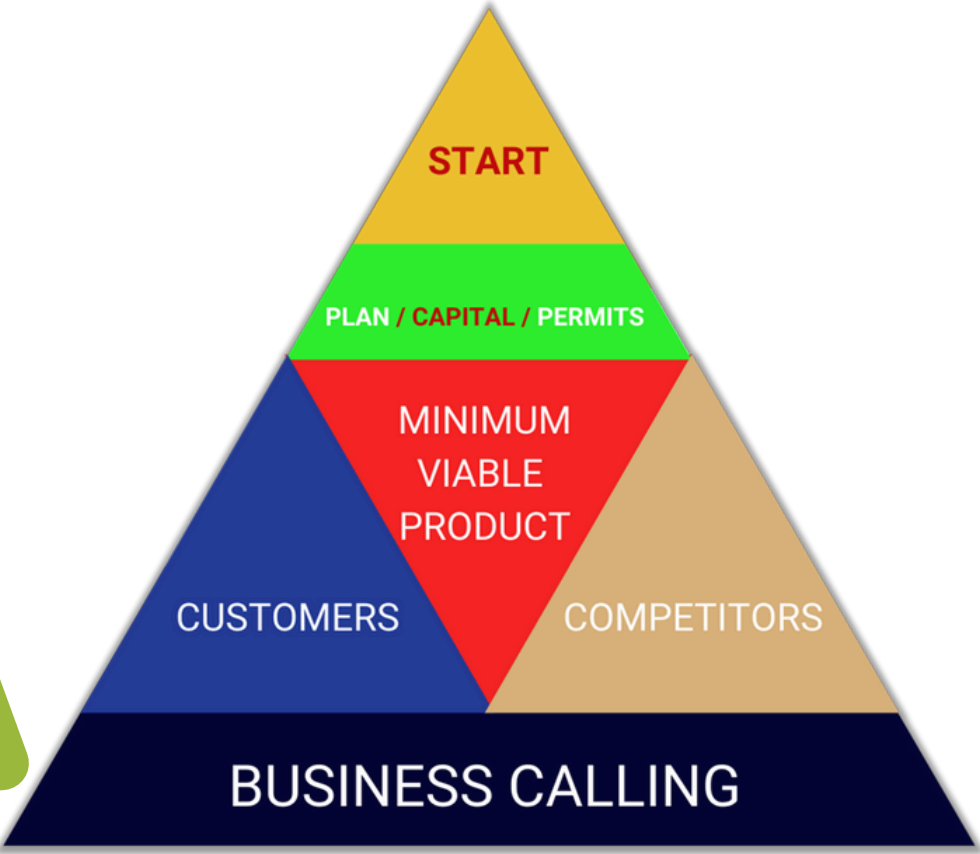 START
PLAN / CAPITAL / PERMITS
MINIMUM
VIABLE
PRODUCT
CUSTOMERS
COMPETITORS
BUSINESS CALLING